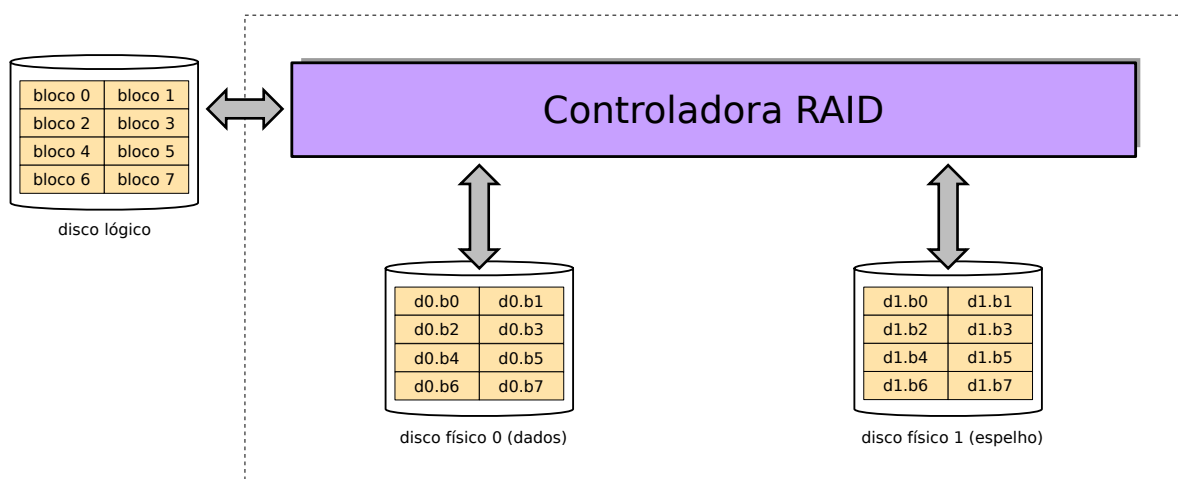 Controladora RAID
bloco 0 bloco 1
bloco 2 bloco 3
bloco 4 bloco 5
bloco 6 bloco 7
disco lógico
d0.b0 d0.b1
d0.b2 d0.b3
d0.b4 d0.b5
d0.b6 d0.b7
disco físico 0 (dados)
d1.b0 d1.b1
d1.b2 d1.b3
d1.b4 d1.b5
d1.b6 d1.b7
disco físico 1 (espelho)